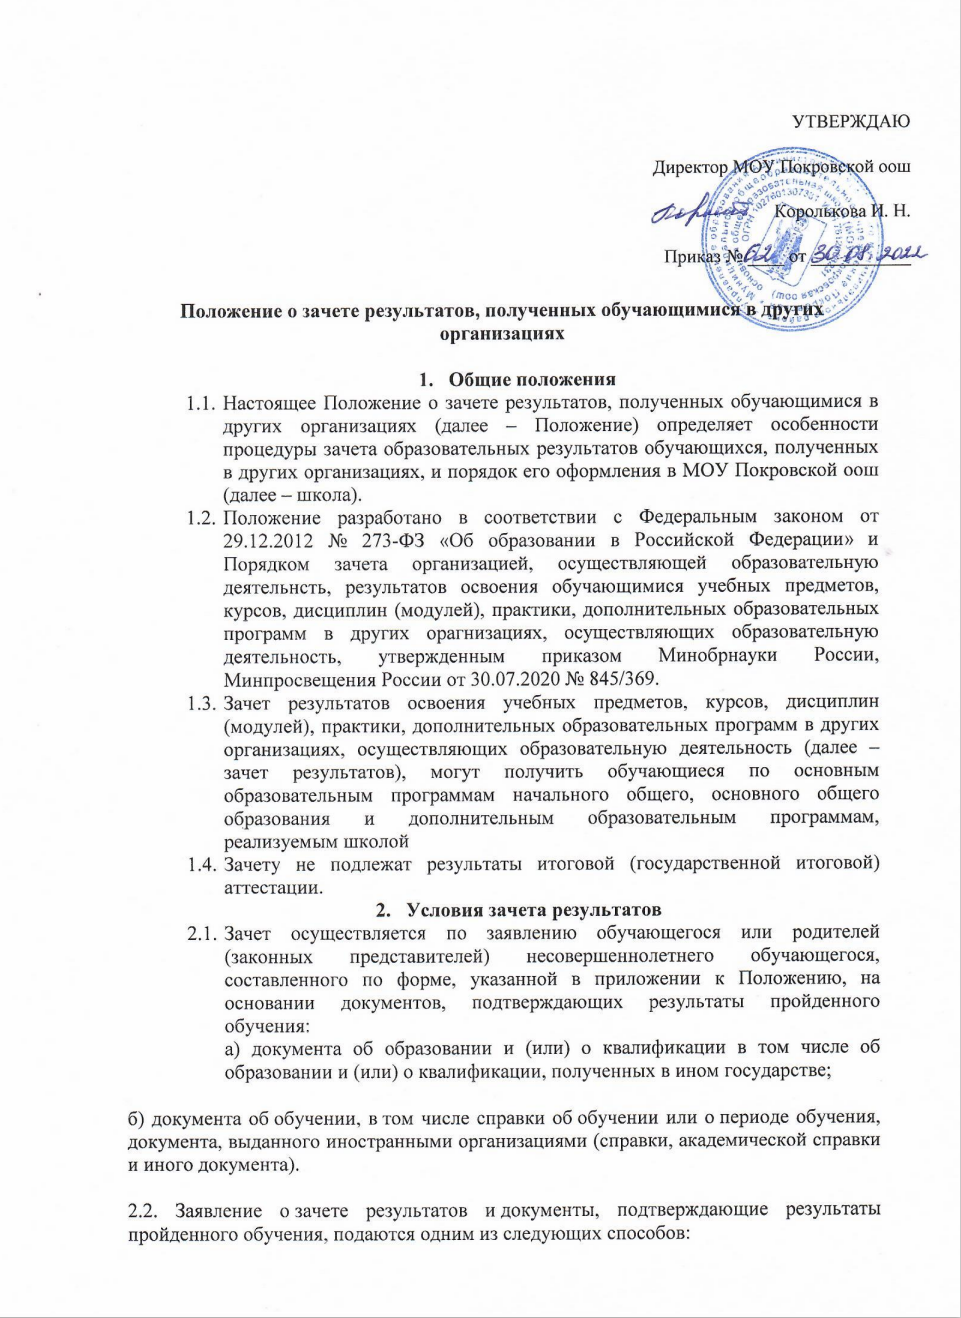 УТВЕРЖДАЮ
Директор МОУ Покровской оош
Королькова И. Н.
Приказ № 62 от 30.08.2022
Положение о зачете результатов, полученных обучающимися в других
организациях
1. Общие положения
1.1. Настоящее Положение о зачете результатов, полученных обучающимися в
других организациях (далее – Положение) определяет особенности
процедуры зачета образовательных результатов обучающихся, полученных
в других организациях, и порядок его оформления в МОУ Покровской оош
(далее – школа).
1.2. Положение разработано в соответствии с Федеральным законом от
29.12.2012 № 273-ФЗ «Об образовании в Российской Федерации» и
Порядком зачета организацией, осуществляющей образовательную
деятельнсть, результатов освоения обучающимися учебных предметов,
курсов, дисциплин (модулей), практики, дополнительных образовательных
программ в других орагнизациях, осуществляющих образовательную
деятельность, утвержденным приказом Минобрнауки России,
Минпросвещения России от 30.07.2020 № 845/369.
1.3. Зачет результатов освоения учебных предметов, курсов, дисциплин
(модулей), практики, дополнительных образовательных программ в других
организациях, осуществляющих образовательную деятельность (далее –
зачет результатов), могут получить обучающиеся по основным
образовательным программам начального общего, основного общего
образования и дополнительным образовательным программам,
реализуемым школой
1.4. Зачету не подлежат результаты итоговой (государственной итоговой)
аттестации.
2. Условия зачета результатов
2.1. Зачет осуществляется по заявлению обучающегося или родителей
(законных представителей) несовершеннолетнего обучающегося,
составленного по форме, указанной в приложении к Положению, на
основании документов, подтверждающих результаты пройденного
обучения:
а) документа об образовании и (или) о квалификации в том числе об
образовании и (или) о квалификации, полученных в ином государстве;
б) документа об обучении, в том числе справки об обучении или о периоде обучения,
документа, выданного иностранными организациями (справки, академической справки
и иного документа).
2.2. Заявление о зачете результатов и документы, подтверждающие результаты
пройденного обучения, подаются одним из следующих способов: